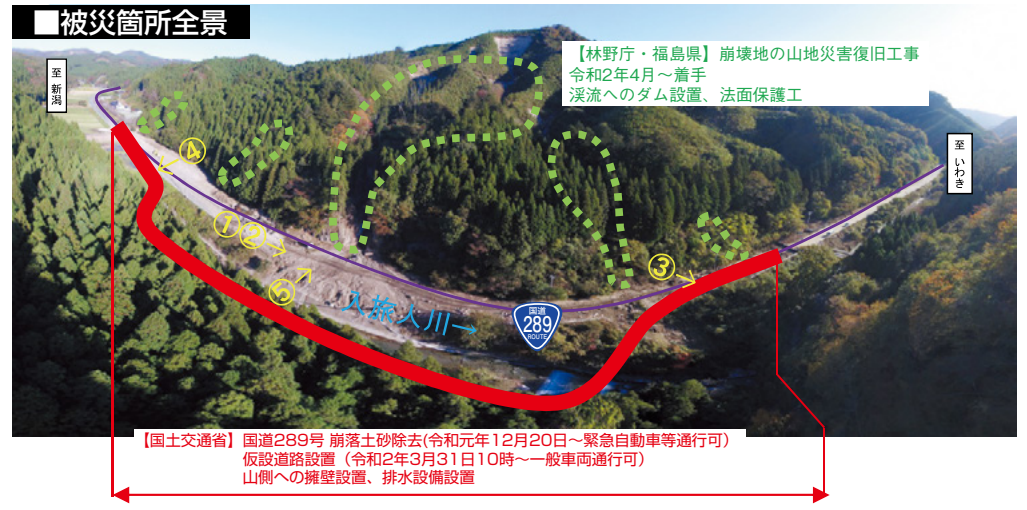 ■被災箇所全景
至 新潟
【林野庁・福島県】崩壊地の山地災害復旧工事
令和2年4月～着手
渓流へのダム設置、法面保護工
至 いわき
④
①②
③
⑤
入旅人川→
国道
289
ROUTE
【国土交通省】国道289号 崩落土砂除去(令和元年12月20日～緊急自動車等通行可)
仮設道路設置（令和2年3月31日10時～一般車両通行可）
山側への擁壁設置、排水設備設置